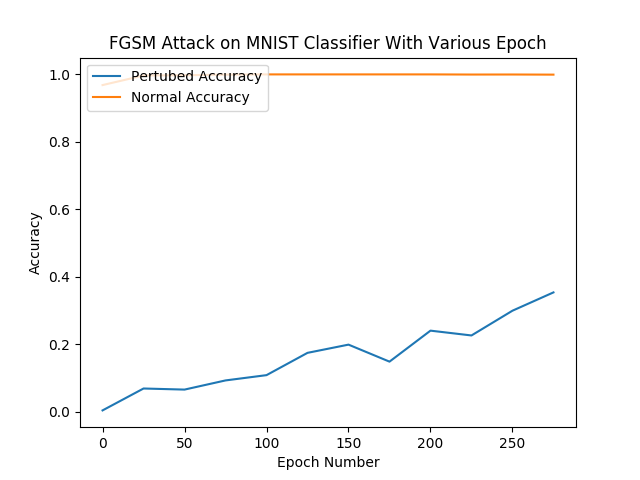 FGSM Attack on MNIST Classifier With Various Epoch
Pertubed Accuracy
Normal Accuracy
1.0
0.8
0.6
0.4
0.2
0.0
Accuracy
0 50 100 150 200 250
Epoch Number